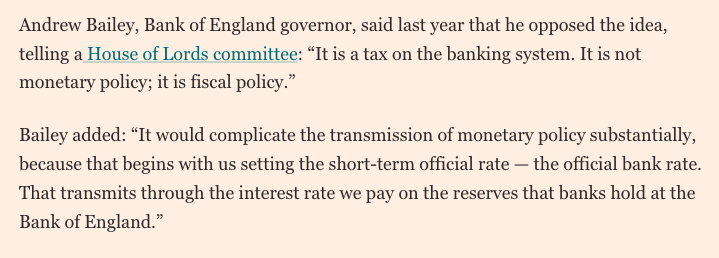 Andrew Bailey, Bank of England governor, said last year that he opposed the idea,
telling a House of Lords committee: “It is a tax on the banking system. It is not
monetary policy; it is fiscal policy.”
Bailey added: “It would complicate the transmission of monetary policy substantially,
because that begins with us setting the short-term official rate — the official bank rate.
That transmits through the interest rate we pay on the reserves that banks hold at the
Bank of England.”